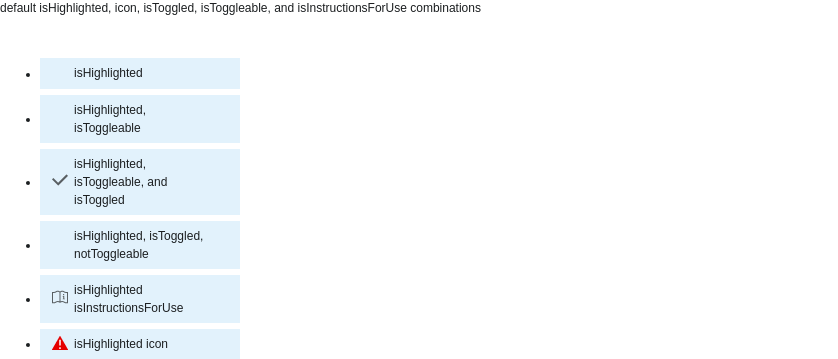 default isHighlighted, icon, isToggled, isToggleable, and isInstructionsForUse combinations
isHighlighted
isHighlighted,
isToggleable
isHighlighted,
isToggleable, and
isToggled
isHighlighted, isToggled,
notToggleable
isHighlighted
isInstructionsForUse
isHighlighted icon